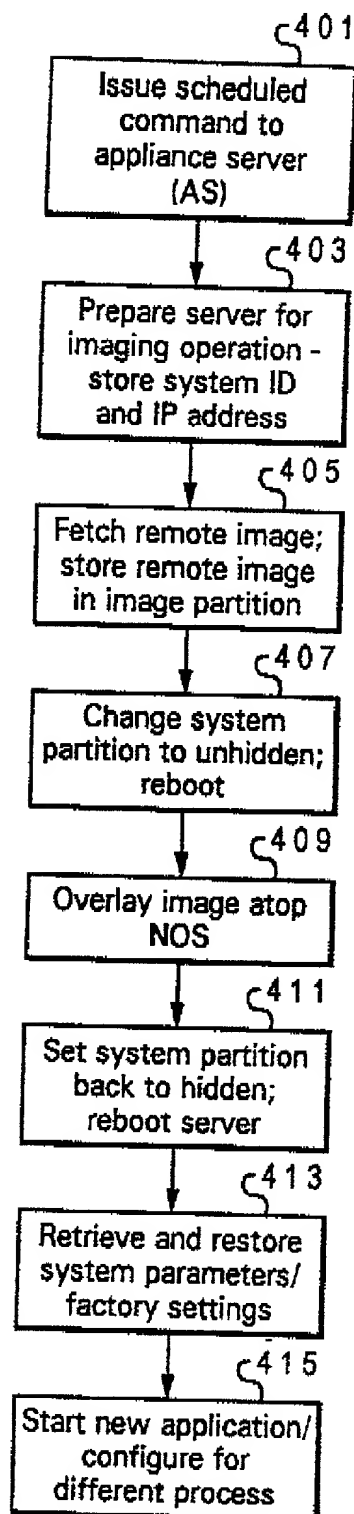 401
Issue scheduled
command to
appliance server
(AS)
403
Prepare server for
imaging operation -
store system ID
and IP address
405
Fetch remote image;
store remote image
in image partition
407
Change system
partition to unhidden;
reboot
409
Overlay image atop
NOS
411
Set system partition
back to hidden;
reboot server
413
Retrieve and restore
system parameters/
factory settings
415
Start new application/
configure for
different process